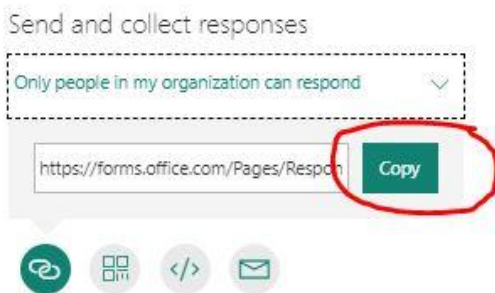 Send and collect responses
Only people in my organization can respond
https://forms.office.com/Pages/Respon Copy